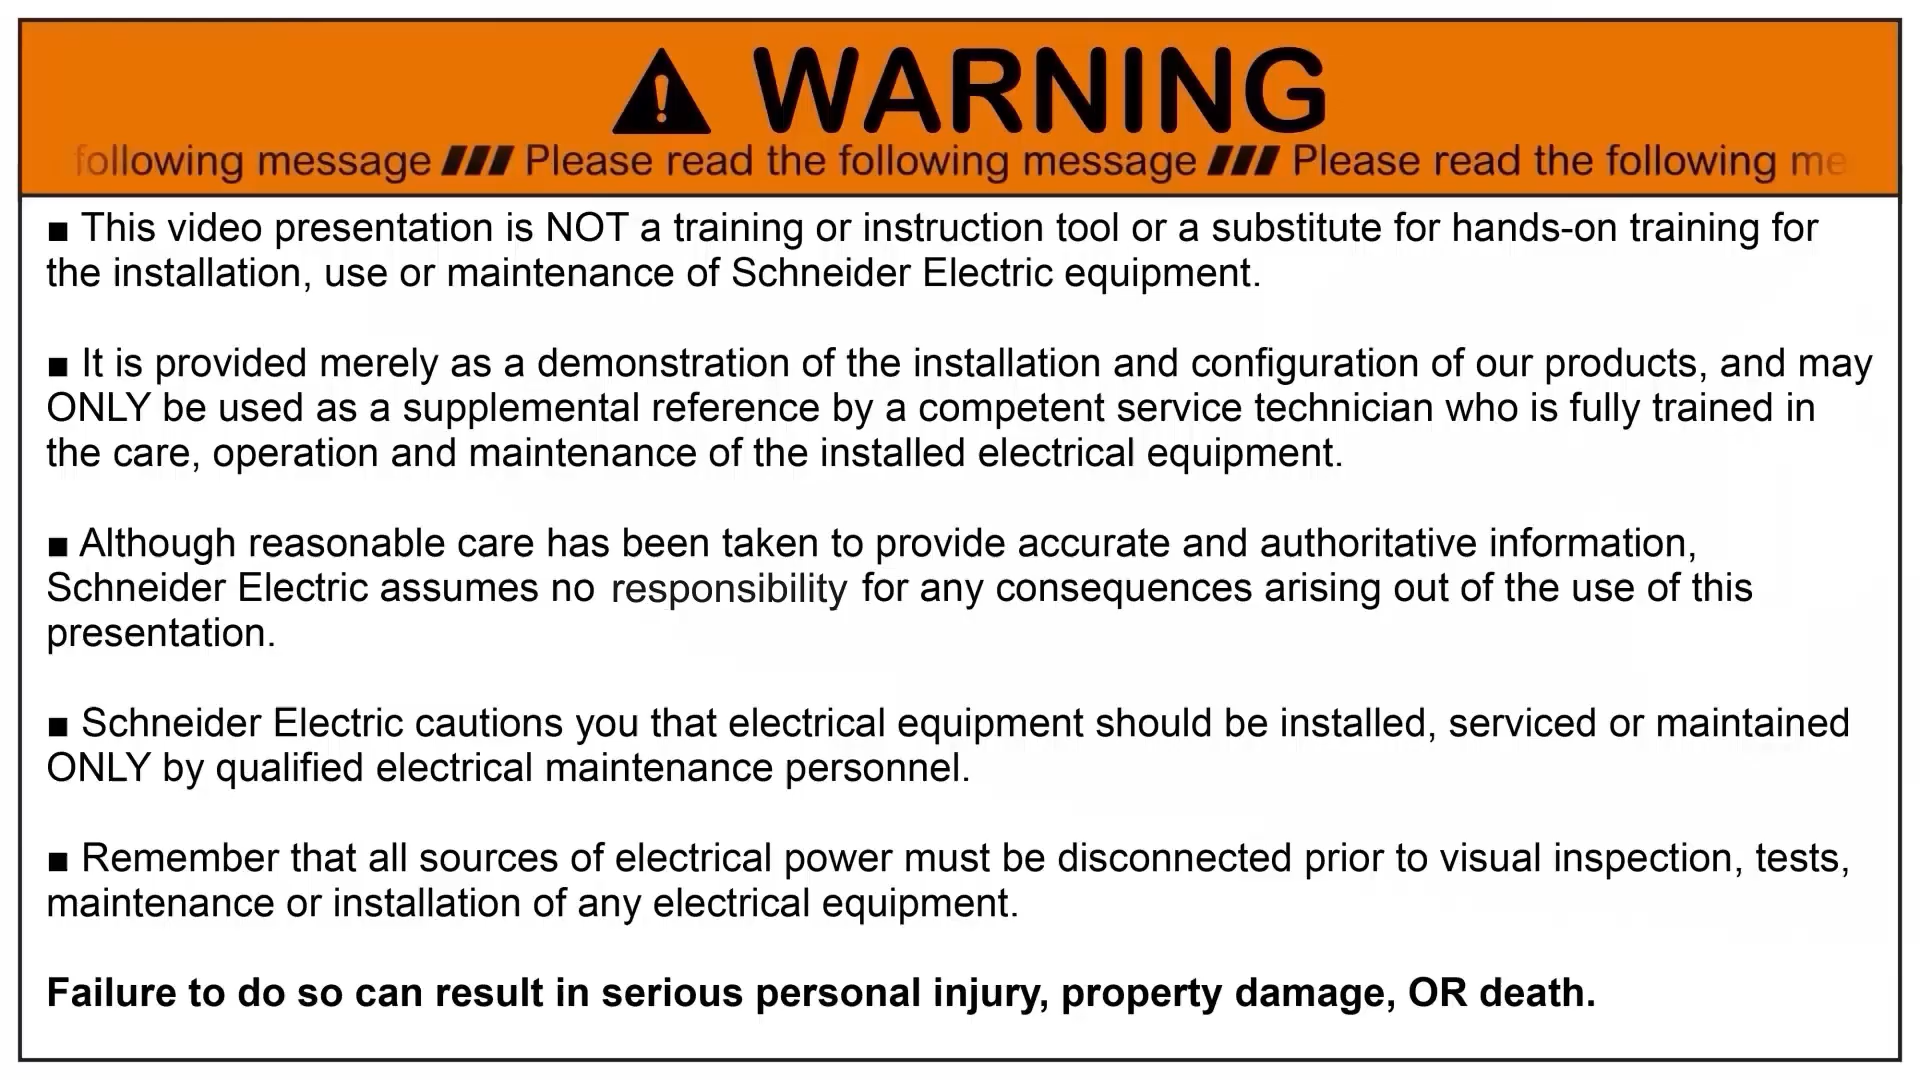 WARNING
following message /// Please read the following message /// Please read the following me
■ This video presentation is NOT a training or instruction tool or a substitute for hands-on training for
the installation, use or maintenance of Schneider Electric equipment.
■ It is provided merely as a demonstration of the installation and configuration of our products, and may
ONLY be used as a supplemental reference by a competent service technician who is fully trained in
the care, operation and maintenance of the installed electrical equipment.
■ Although reasonable care has been taken to provide accurate and authoritative information,
Schneider Electric assumes no responsibility for any consequences arising out of the use of this
presentation.
■ Schneider Electric cautions you that electrical equipment should be installed, serviced or maintained
ONLY by qualified electrical maintenance personnel.
■ Remember that all sources of electrical power must be disconnected prior to visual inspection, tests,
maintenance or installation of any electrical equipment.
Failure to do so can result in serious personal injury, property damage, OR death.